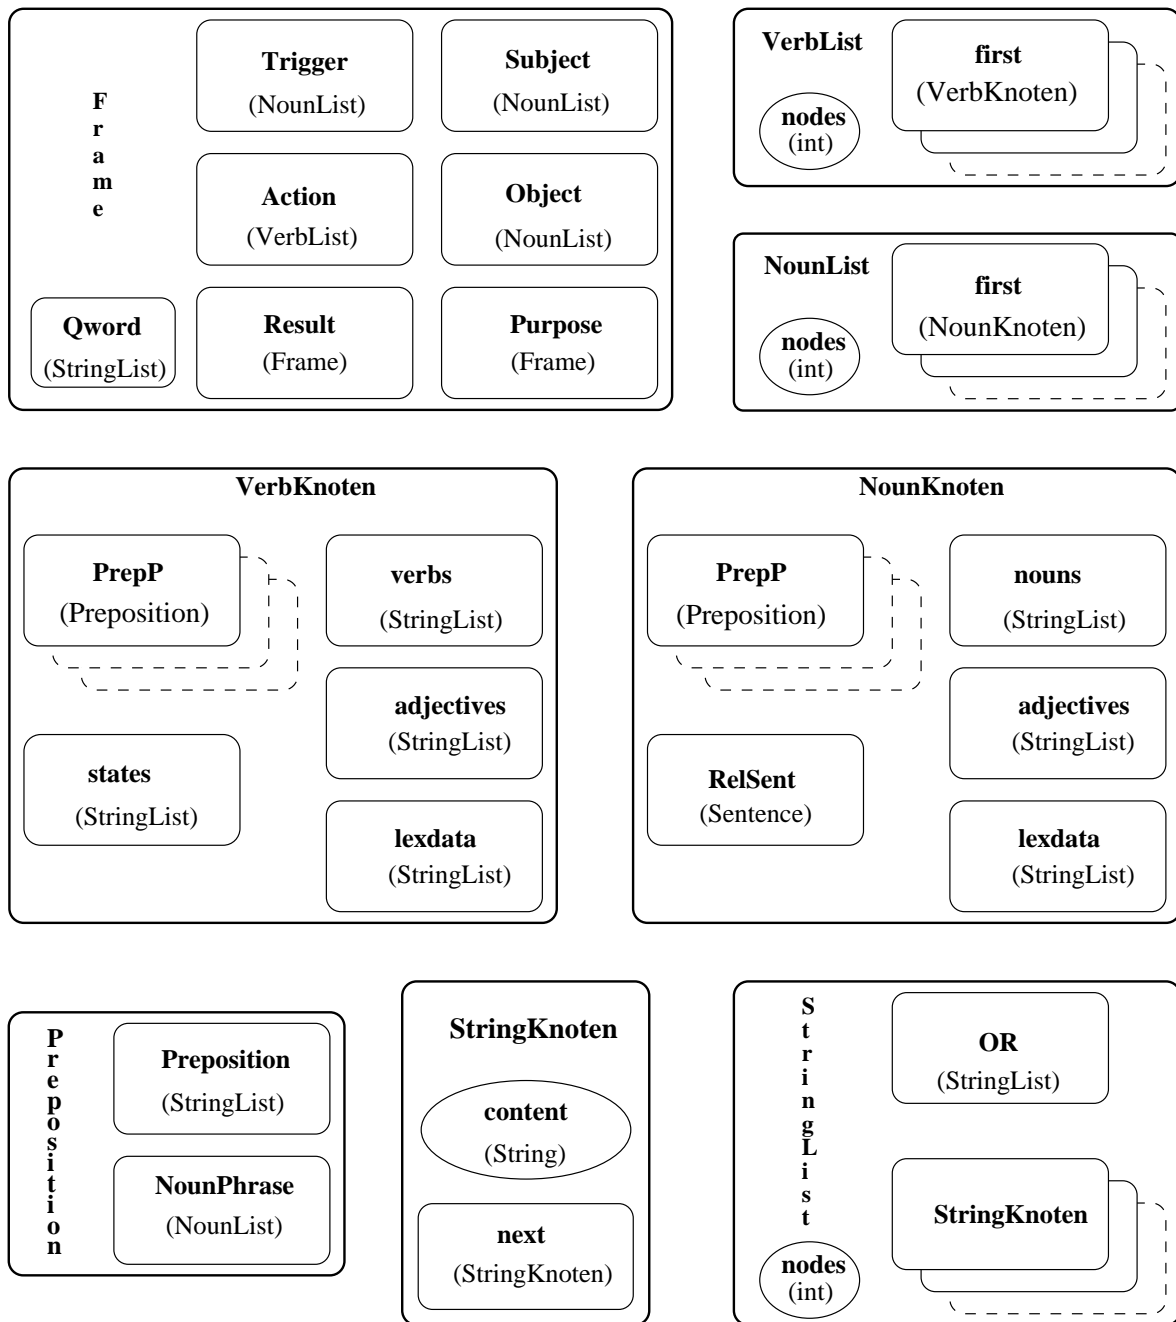 Frame
Trigger
(NounList)
Subject
(NounList)
Action
(VerbList)
Object
(NounList)
Qword
(StringList)
Result
(Frame)
Purpose
(Frame)
VerbList
nodes
(int)
first
(VerbKnoten)
NounList
nodes
(int)
first
(NounKnoten)
VerbKnoten
PrepP
(Preposition)
verbs
(StringList)
adjectives
(StringList)
states
(StringList)
lexdata
(StringList)
NounKnoten
PrepP
(Preposition)
nouns
(StringList)
adjectives
(StringList)
RelSent
(Sentence)
lexdata
(StringList)
Preposition
Preposition
(StringList)
NounPhrase
(NounList)
StringKnoten
content
(String)
next
(StringKnoten)
StringList
OR
(StringList)
StringKnoten
nodes
(int)